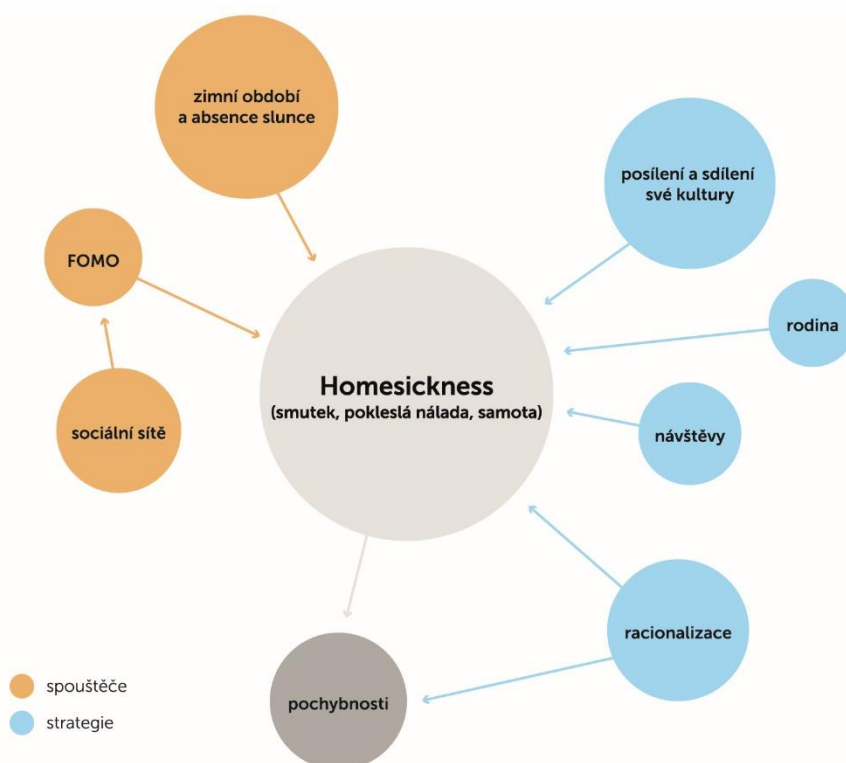 zimní období
a absence slunce
posílení a sdílení
své kultury
FOMO
rodina
Homesickness
(smutek, pokleslá nálada, samota)
sociální sítě
návštěvy
racionalizace
pochybnosti
spouštěče
strategie